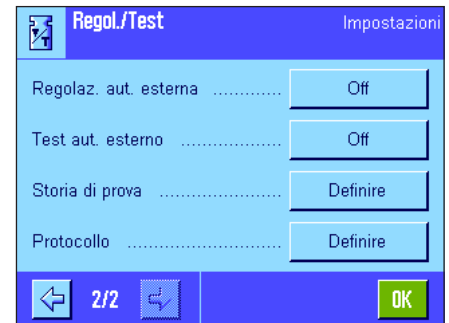 Regol./Test Impostazioni
Regolaz. aut. esterna ............. Off
Test aut. esterno ................... Off
Storia di prova ....................... Definire
Protocollo ............................. Definire
2/2 OK